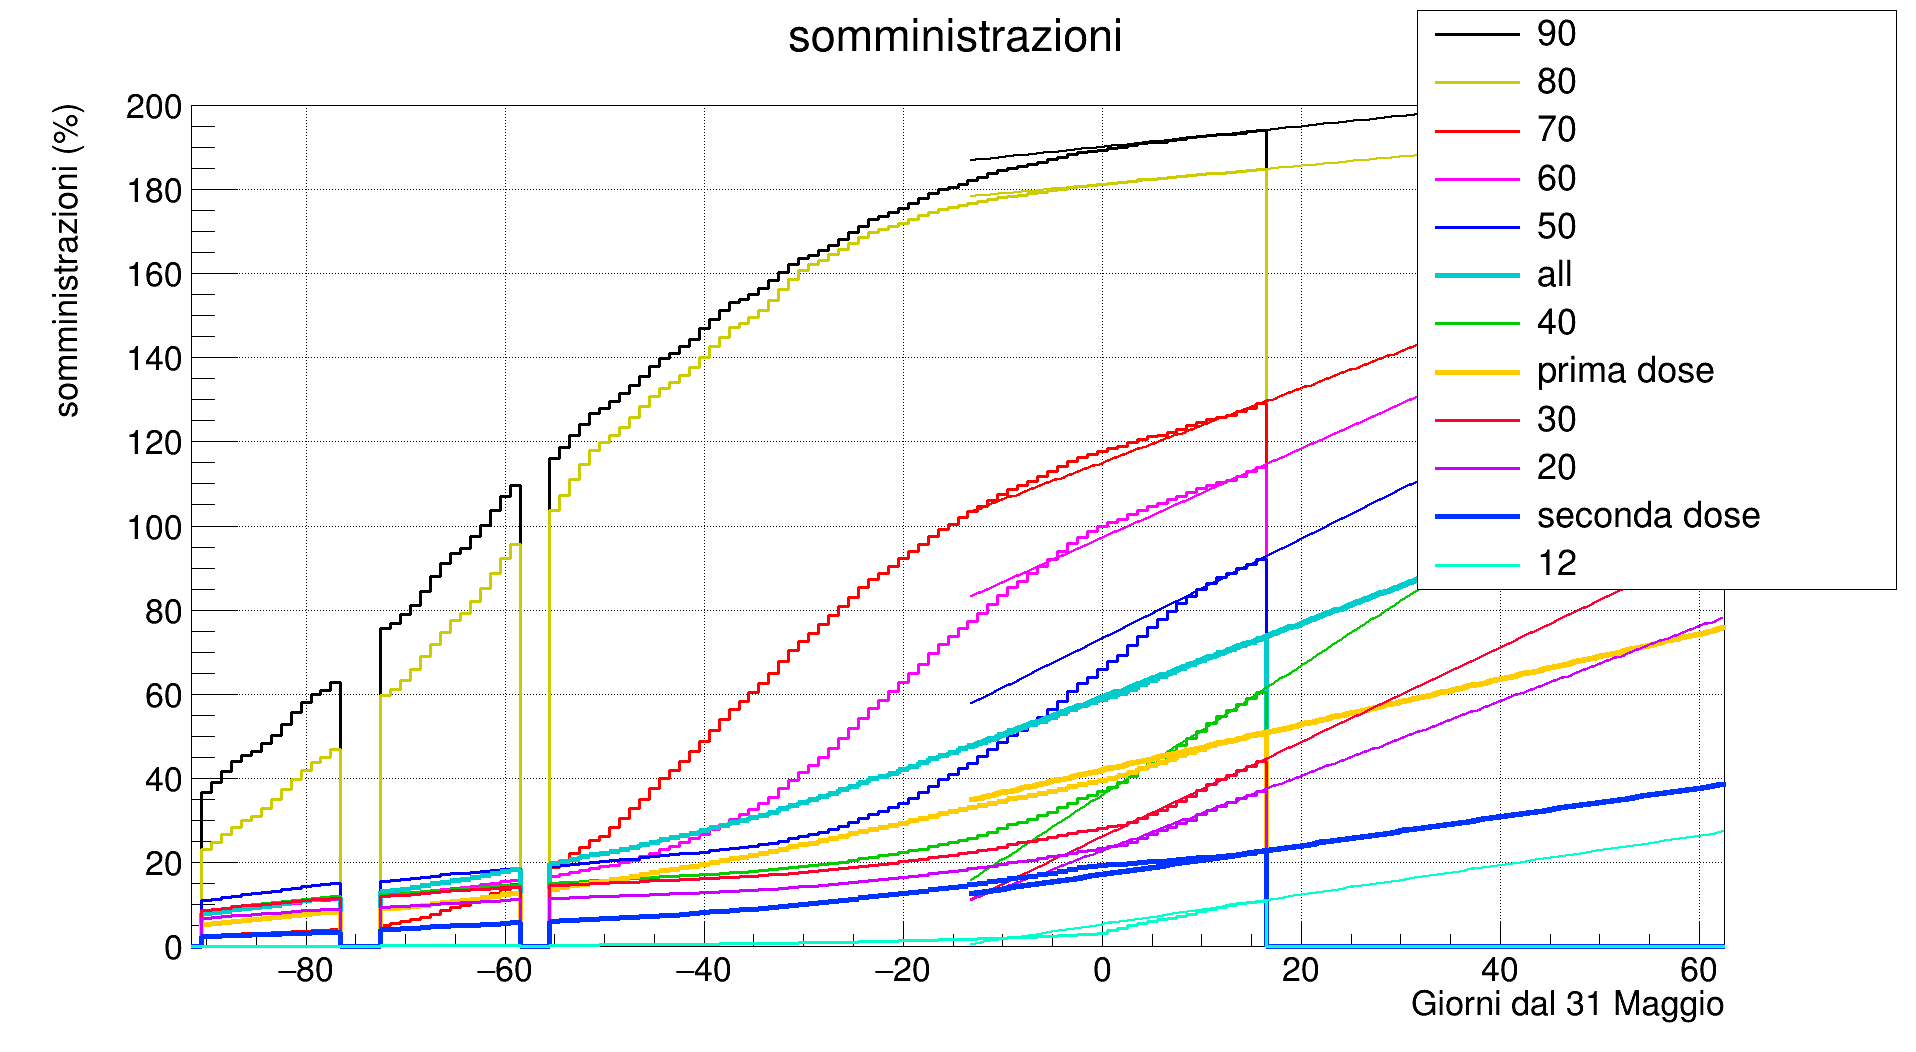 somministrazioni
somministrazioni (%)
200
180
160
140
120
100
80
60
40
20
0
−80 −60 −40 −20 0 20 40 60
Giorni dal 31 Maggio
90
80
70
60
50
all
40
prima dose
30
20
seconda dose
12